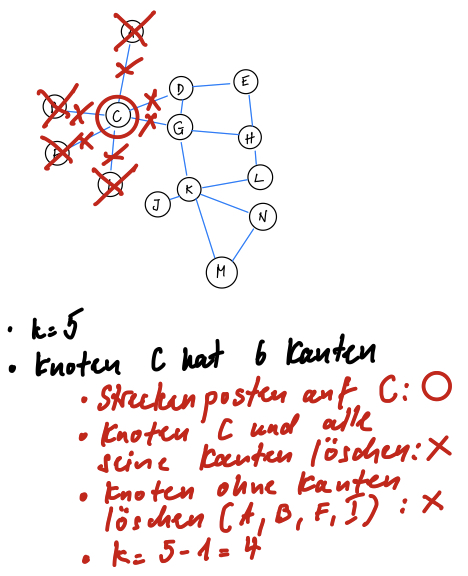 C
D
E
G
H
L
K
J
N
M
• k=5
• Knoten C hat 6 Kanten
• Streckenposten auf C: O
• Knoten C und alle
seine Kanten löschen: X
• Knoten ohne Kanten
löschen (A, B, F, I) : X
• k= 5-1=4